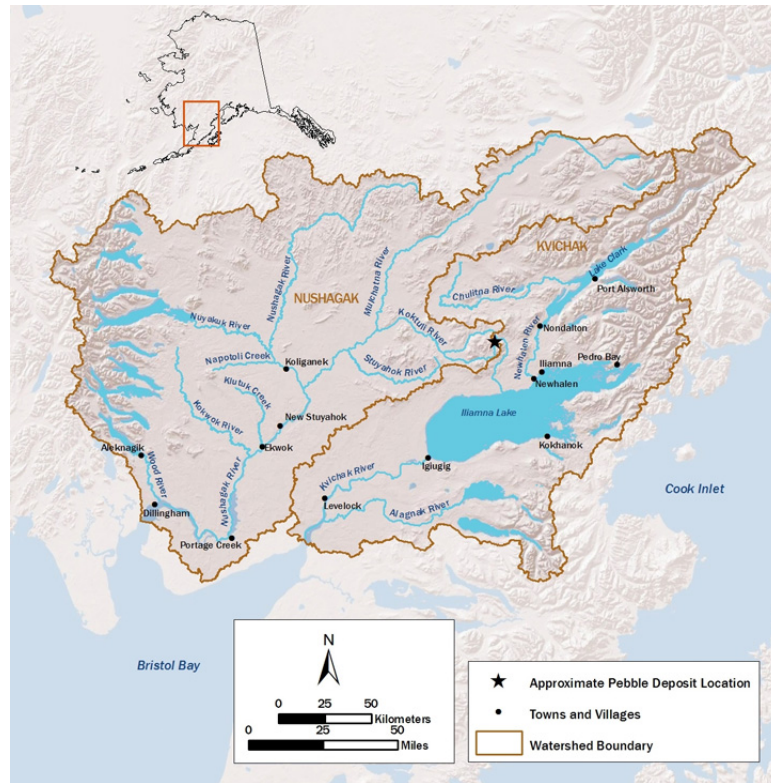 KVICHAK
Lake Clark
Mulchatna River
Nushagak River
Chulitna River
Port Alsworth
NUSHAGAK
Nuyakuk River
Koktuli River
Nondalton
Newhalen River
Napotoli Creek
Koliganek
Stuyahok River
Iliamna
Pedro Bay
Newhalen
Klutuk Creek
Kokwok River
New Stuyahok
Iliamna Lake
Ekwok
Kokhanok
Aleknagik
Wood River
Nushagak River
Igiugig
Kvichak River
Cook Inlet
Levelock
Alagnak River
Dillingham
Portage Creek
Bristol Bay
N
0 25 50
Kilometers
0 25 50
Miles
Approximate Pebble Deposit Location
Towns and Villages
Watershed Boundary